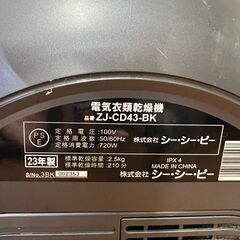 電気衣類乾燥機
品番 ZJ-CD43-BK
PSE
定格電圧：100V
定格周波数：50/60Hz
定格消費電力：720W
株式会社 シー・シー・ピー
23年製
標準乾燥容量：2.5kg
標準乾燥時間：210分
IPX 4
MADE IN CHINA
S/No.3BK 002353
株式会社 シー・シー・ピー